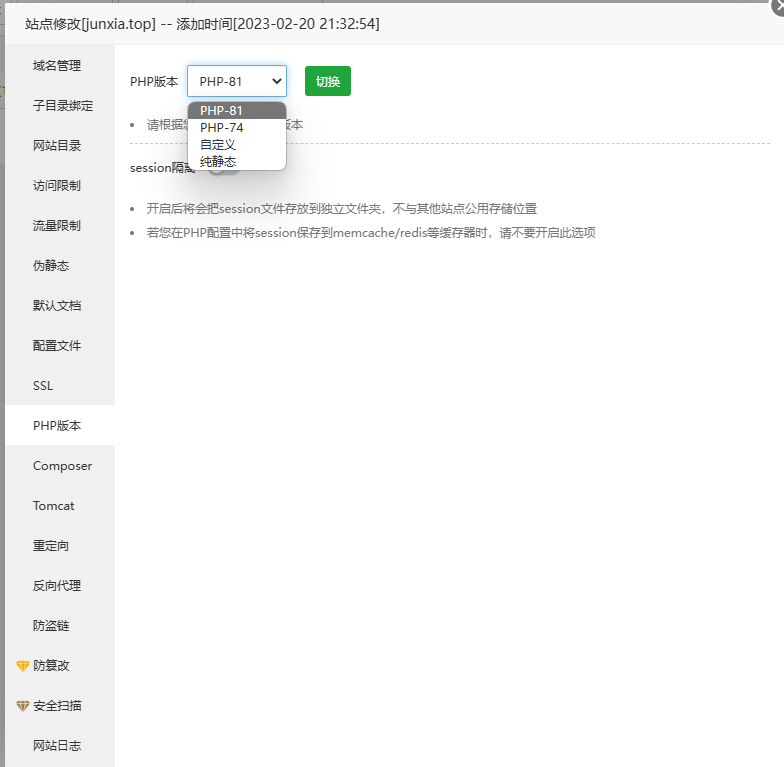 站点修改[junxia.top] -- 添加时间[2023-02-20 21:32:54]
域名管理
子目录绑定
网站目录
访问限制
流量限制
伪静态
默认文档
配置文件
SSL
PHP版本
Composer
Tomcat
重定向
反向代理
防盗链
防篡改
安全扫描
网站日志
PHP版本 PHP-81 切换
PHP-81
PHP-74
自定义
纯静态
请根据 版本
session隔离
开启后将会把session文件存放到独立文件夹，不与其他站点公用存储位置
若您在PHP配置中将session保存到memcache/redis等缓存器时，请不要开启此选项